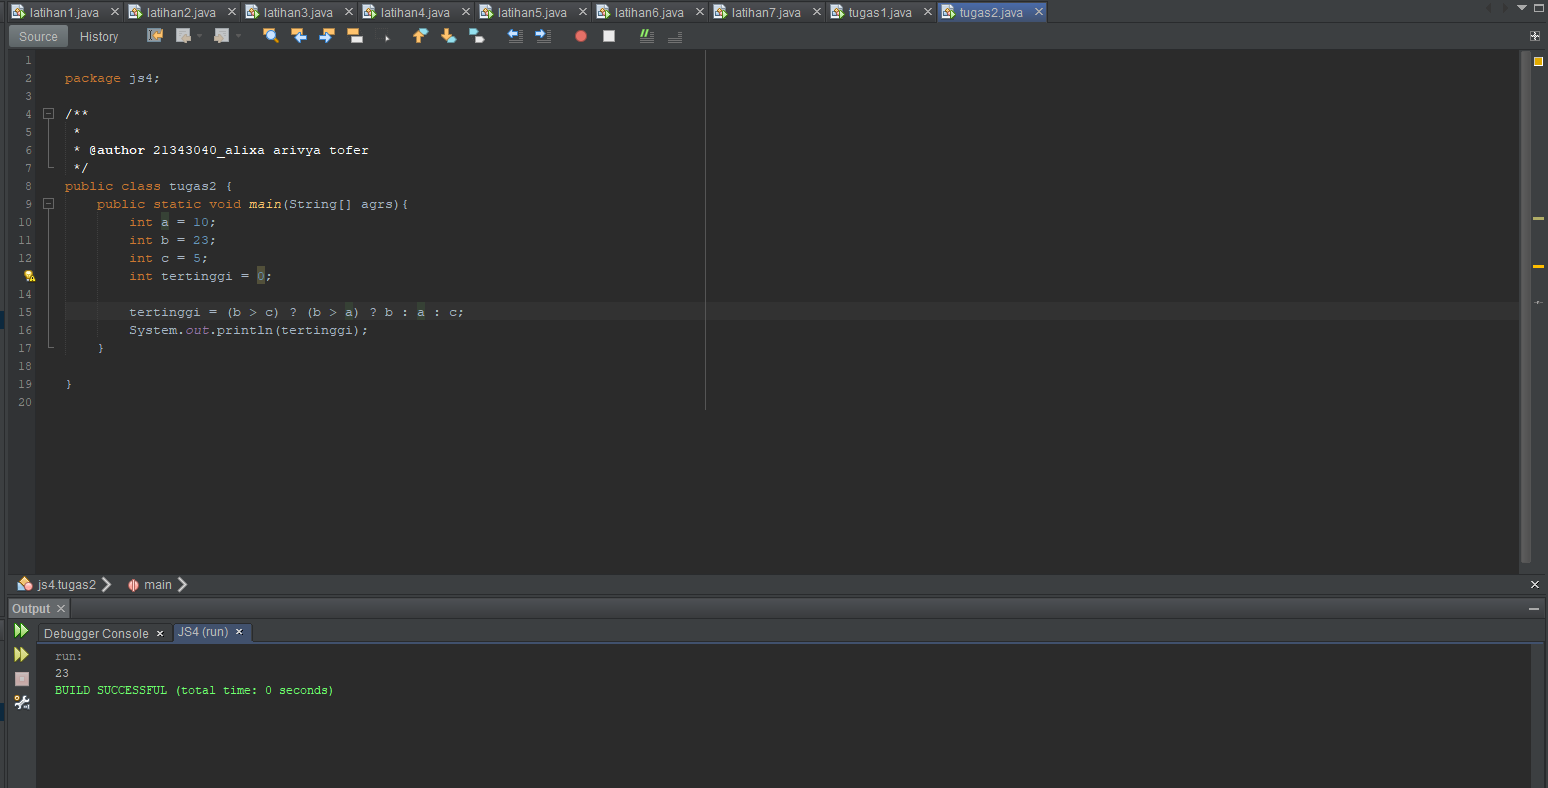 latihan1.java latihan2.java latihan3.java latihan4.java latihan5.java latihan6.java latihan7.java tugas1.java tugas2.java
Source History
1
2 package js4;
3
4 /**
5 *
6 * @author 21343040_alixa arivya tofer
7 */
8 public class tugas2 {
9 public static void main(String[] agrs){
10 int a = 10;
11 int b = 23;
12 int c = 5;
int tertinggi = 0;
14
15 tertinggi = (b > c) ? (b > a) ? b : a : c;
16 System.out.println(tertinggi);
17 }
18
19 }
20
js4.tugas2 main
Output
Debugger Console JS4 (run)
run:
23
BUILD SUCCESSFUL (total time: 0 seconds)